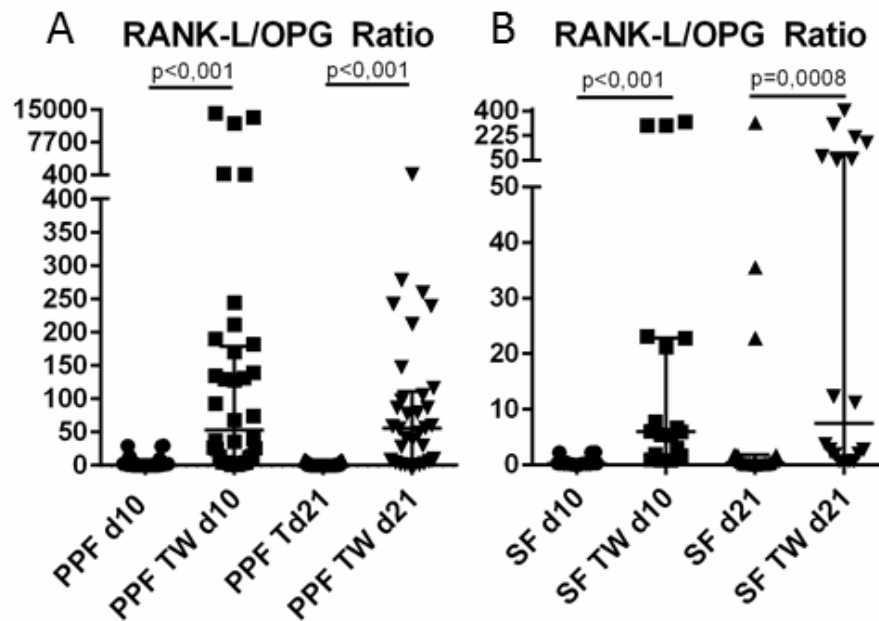 A RANK-L/OPG Ratio
p<0,001 p<0,001
15000
7700
400
400
350
300
250
200
150
100
50
0
PPF d10
PPF TW d10
PPF Td21
PPF TW d21
B RANK-L/OPG Ratio
p<0,001 p=0,0008
400
225
50
50
40
30
20
10
0
SF d10
SF TW d10
SF d21
SF TW d21